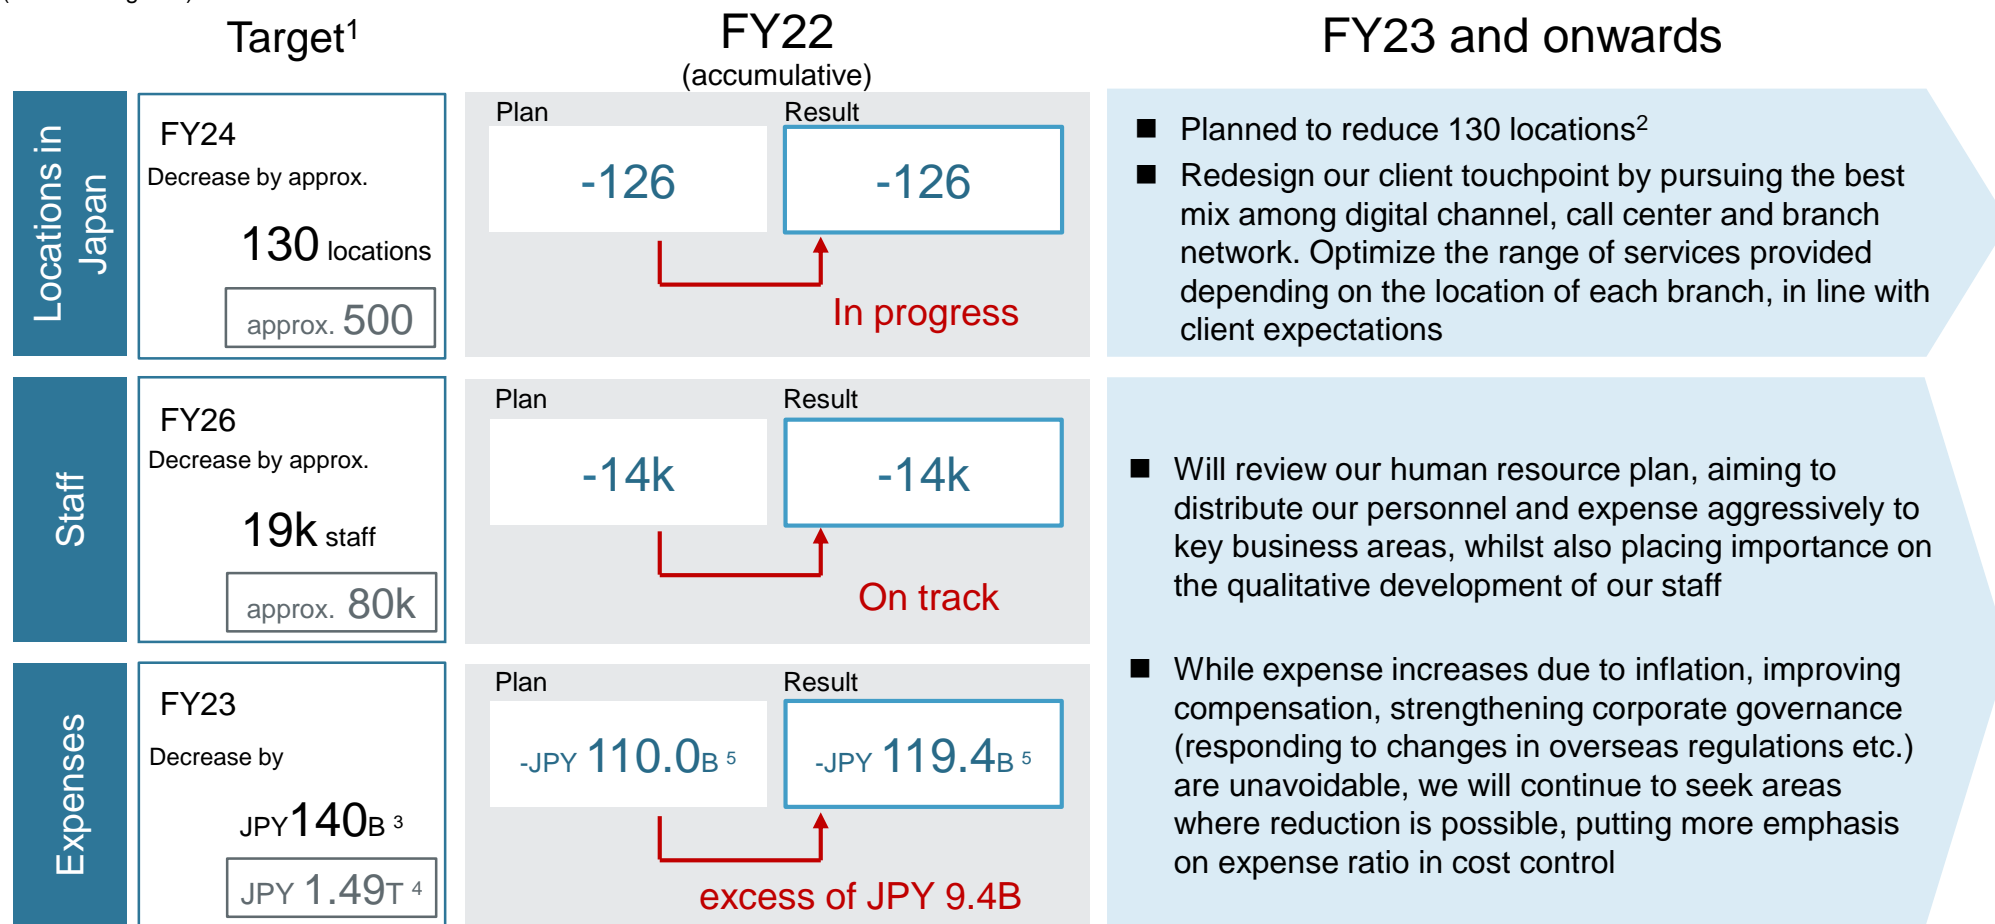 Target1
FY22
(accumulative)
FY23 and onwards
Locations in
Japan
FY24
Decrease by approx.
130 locations
approx. 500
Plan
Result
-126
-126
In progress
■ Planned to reduce 130 locations2
■ Redesign our client touchpoint by pursuing the best
mix among digital channel, call center and branch
network. Optimize the range of services provided
depending on the location of each branch, in line with
client expectations
Staff
FY26
Decrease by approx.
19k staff
approx. 80k
Plan
Result
-14k
-14k
On track
■ Will review our human resource plan, aiming to
distribute our personnel and expense aggressively to
key business areas, whilst also placing importance on
the qualitative development of our staff
Expenses
FY23
Decrease by
JPY140B 3
JPY 1.49T 4
Plan
Result
-JPY 110.0B 5
-JPY 119.4B 5
excess of JPY 9.4B
■ While expense increases due to inflation, improving
compensation, strengthening corporate governance
(responding to changes in overseas regulations etc.)
are unavoidable, we will continue to seek areas
where reduction is possible, putting more emphasis
on expense ratio in cost control